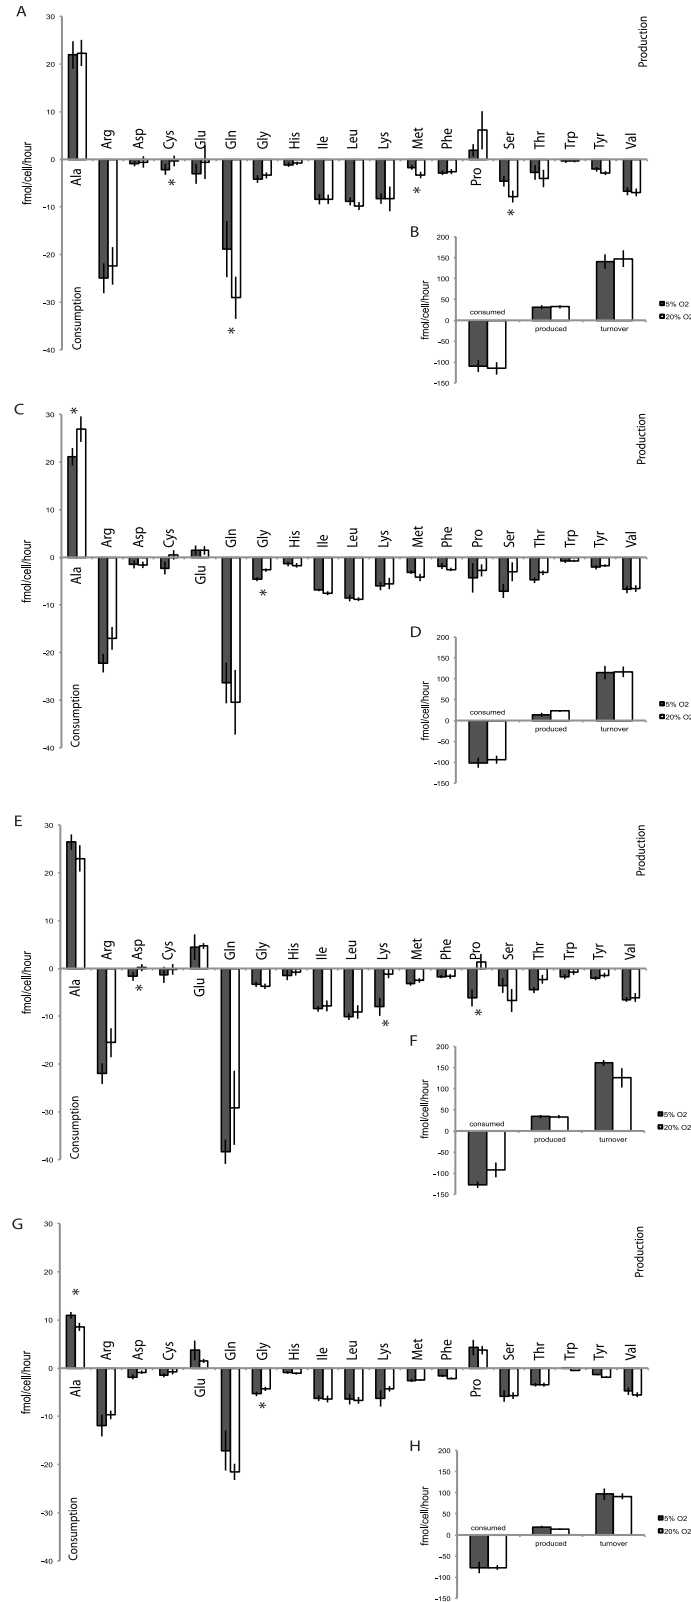 A
30
20
10
0
-10
-20
-30
-40
fmol/cell/hour
Production
Consumption
Ala
Arg
Asp
Cys
Glu
Gln
Gly
His
Ile
Leu
Lys
Met
Phe
Pro
Ser
Thr
Trp
Tyr
Val
*
*
*
*
B
200
150
100
50
0
-50
-100
-150
fmol/cell/hour
consumed
produced
turnover
5% O2
20% O2
C
30
20
10
0
-10
-20
-30
-40
fmol/cell/hour
Production
Consumption
*
Ala
Arg
Asp
Cys
Glu
Gln
Gly
His
Ile
Leu
Lys
Met
Phe
Pro
Ser
Thr
Trp
Tyr
Val
*
D
200
150
100
50
0
-50
-100
-150
fmol/cell/hour
consumed
produced
turnover
5% O2
20% O2
E
30
20
10
0
-10
-20
-30
-40
fmol/cell/hour
Production
Consumption
Ala
Arg
Asp
Cys
Glu
Gln
Gly
His
Ile
Leu
Lys
Met
Phe
Pro
Ser
Thr
Trp
Tyr
Val
*
*
*
F
200
150
100
50
0
-50
-100
-150
fmol/cell/hour
consumed
produced
turnover
5% O2
20% O2
G
30
20
10
0
-10
-20
-30
-40
fmol/cell/hour
Production
Consumption
*
Ala
Arg
Asp
Cys
Glu
Gln
Gly
His
Ile
Leu
Lys
Met
Phe
Pro
Ser
Thr
Trp
Tyr
Val
*
H
200
150
100
50
0
-50
-100
-150
fmol/cell/hour
consumed
produced
turnover
5% O2
20% O2